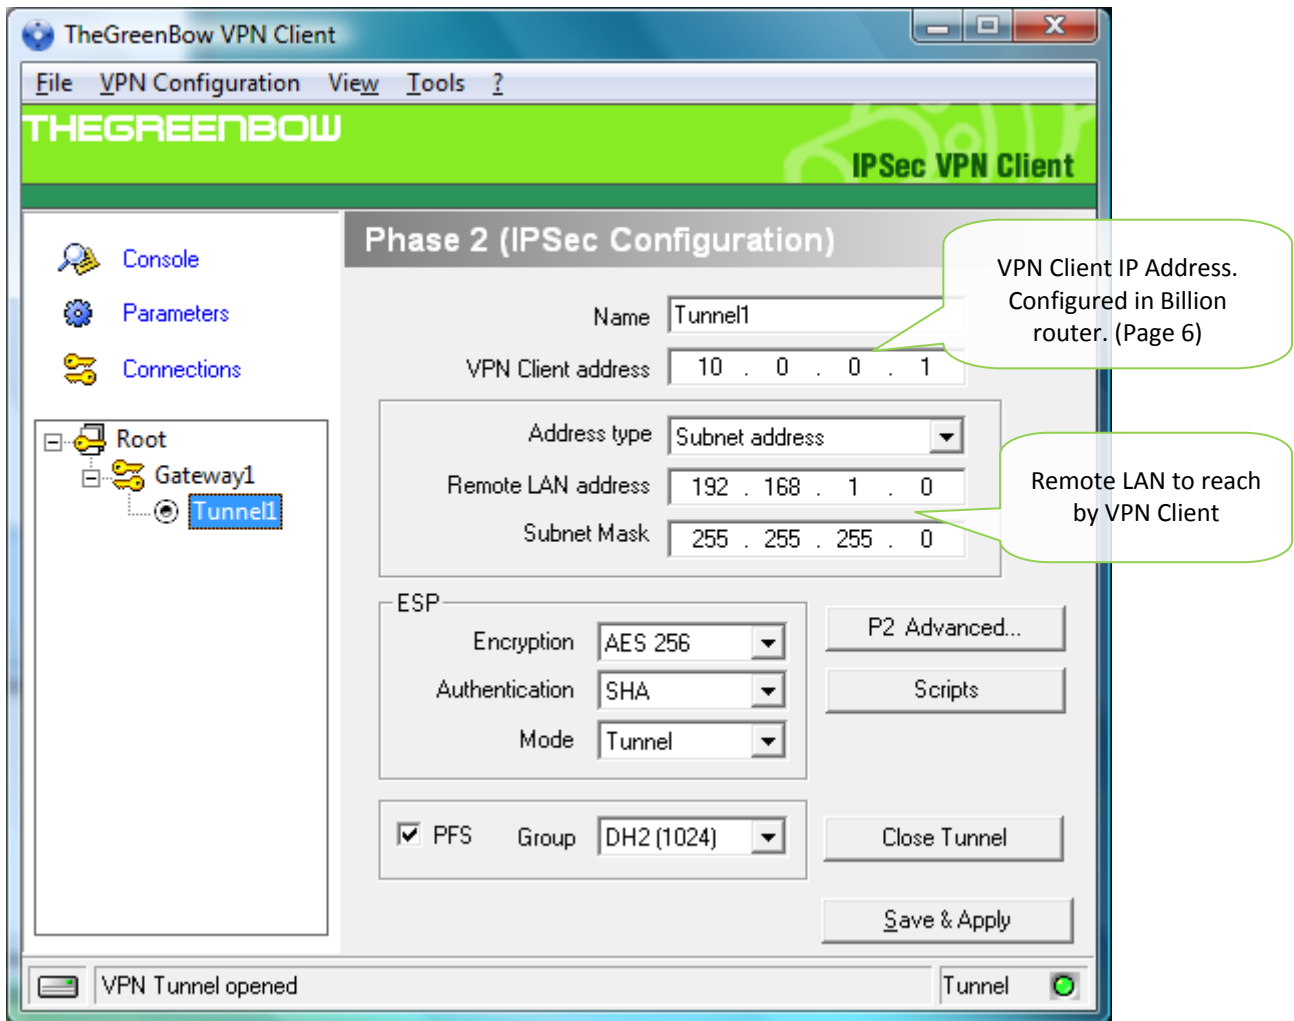 TheGreenBow VPN Client
File VPN Configuration View Tools ?
THEGREENBOW
IPSec VPN Client
Console
Parameters
Connections
Root
Gateway1
Tunnel1
Phase 2 (IPSec Configuration)
Name Tunnel1
VPN Client address 10 . 0 . 0 . 1
VPN Client IP Address.
Configured in Billion
router. (Page 6)
Address type Subnet address
Remote LAN address 192 . 168 . 1 . 0
Subnet Mask 255 . 255 . 255 . 0
Remote LAN to reach
by VPN Client
ESP
Encryption AES 256
Authentication SHA
Mode Tunnel
P2 Advanced...
Scripts
PFS Group DH2 (1024)
Close Tunnel
Save & Apply
VPN Tunnel opened
Tunnel